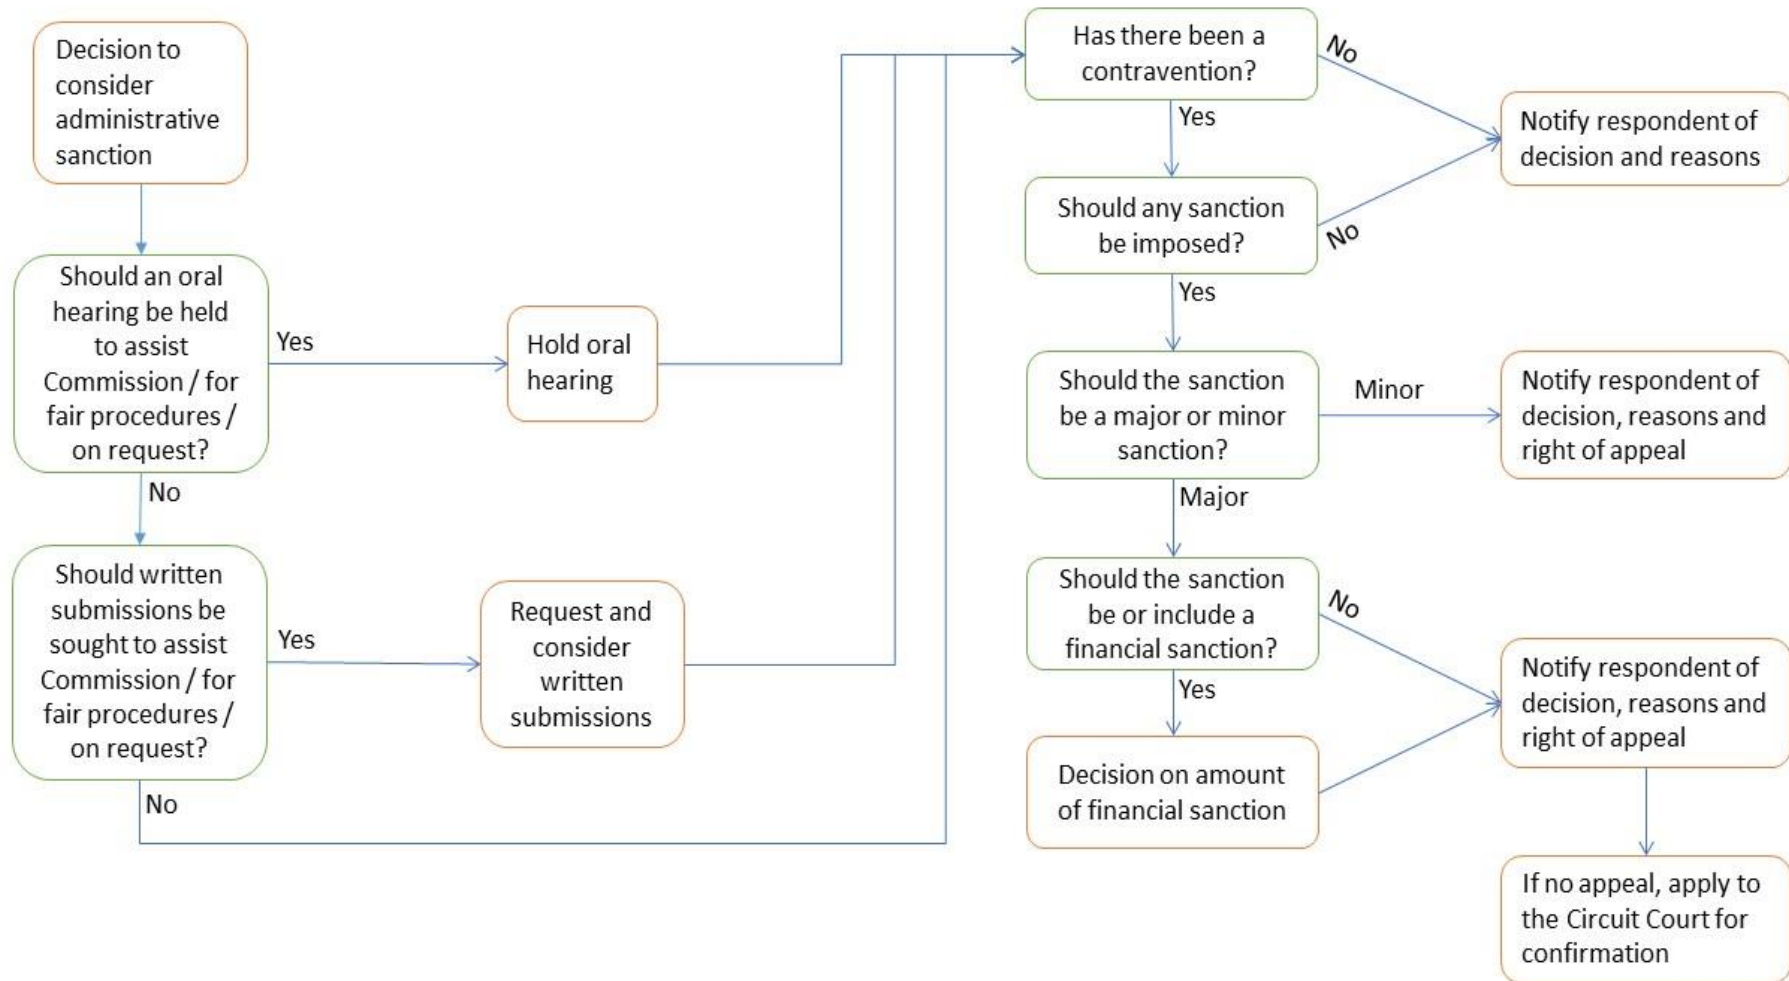 Decision to
consider
administrative
sanction
Should an oral
hearing be held
to assist
Commission / for
fair procedures /
on request?
Yes
Hold oral
hearing
No
Should written
submissions be
sought to assist
Commission / for
fair procedures /
on request?
Yes
Request and
consider
written
submissions
No
Has there been a
contravention?
No
Yes
Notify respondent of
decision and reasons
Should any sanction
be imposed?
No
Yes
Should the sanction
be a major or minor
sanction?
Minor
Notify respondent of
decision, reasons and
right of appeal
Major
Should the sanction
be or include a
financial sanction?
No
Yes
Notify respondent of
decision, reasons and
right of appeal
Decision on amount
of financial sanction
If no appeal, apply to
the Circuit Court for
confirmation